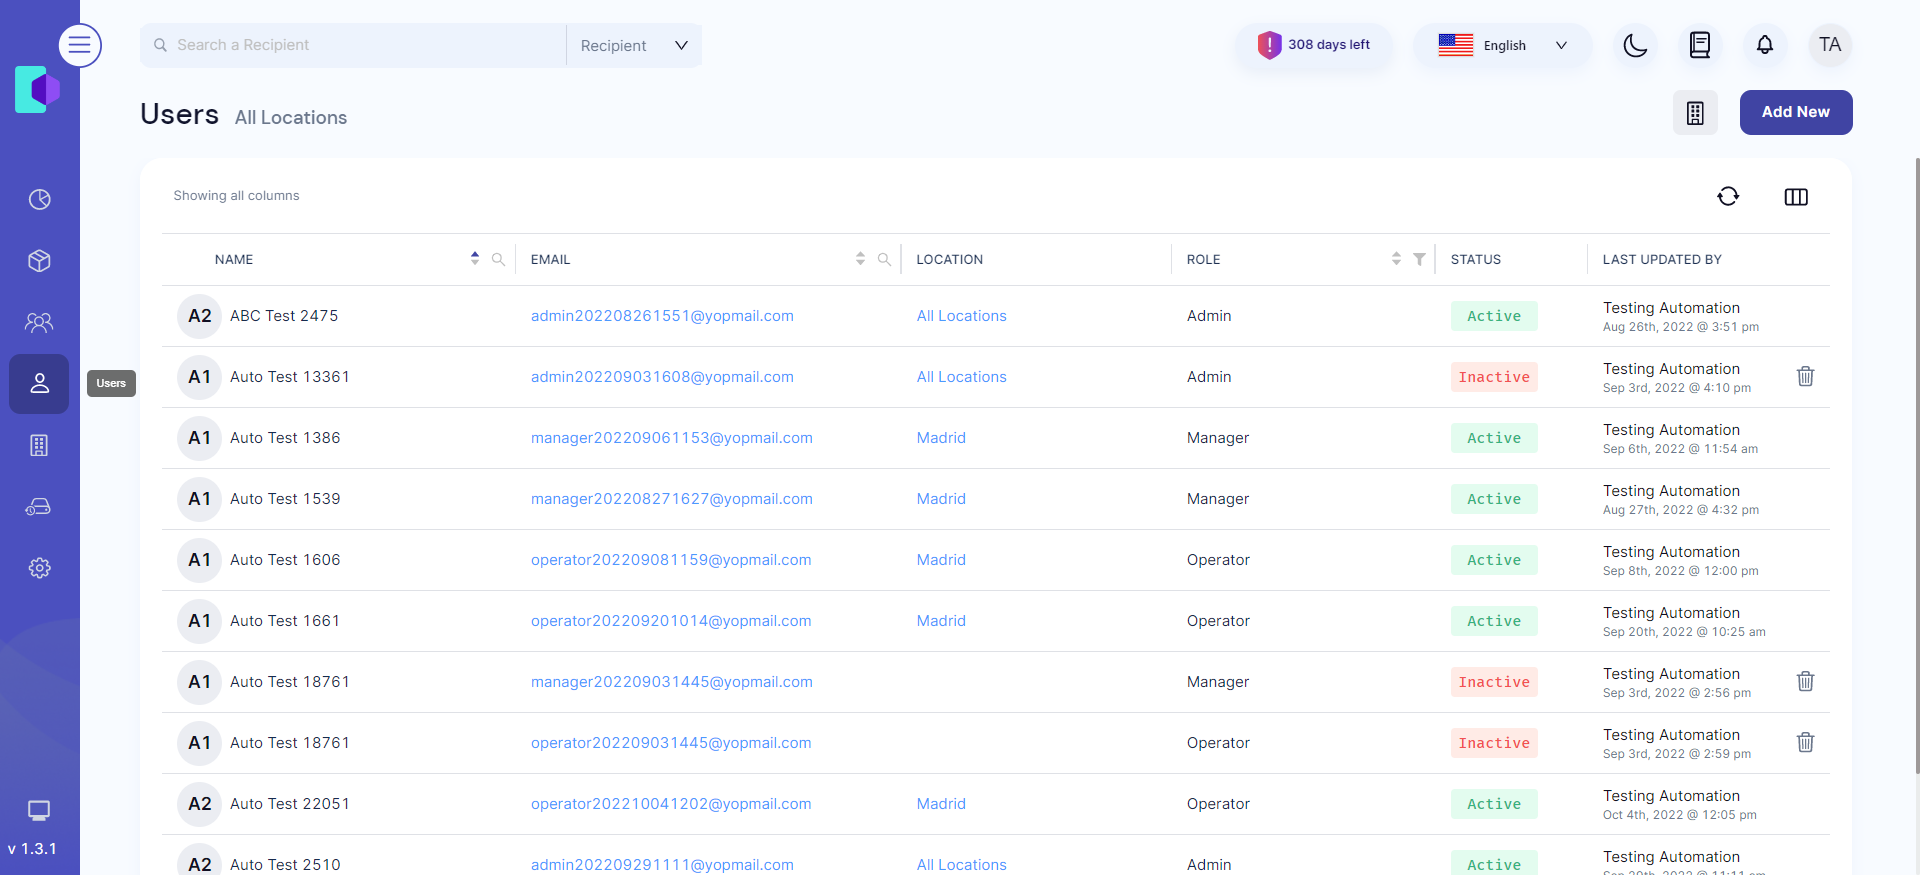 Search a Recipient
Recipient
308 days left
English
TA
Users All Locations
Add New
Showing all columns
NAME EMAIL LOCATION ROLE STATUS LAST UPDATED BY
A2 ABC Test 2475 admin202208261551@yopmail.com All Locations Admin Active Testing Automation
Aug 26th, 2022 @ 3:51 pm
A1 Auto Test 13361 admin202209031608@yopmail.com All Locations Admin Inactive Testing Automation
Sep 3rd, 2022 @ 4:10 pm
Users
A1 Auto Test 1386 manager202209061153@yopmail.com Madrid Manager Active Testing Automation
Sep 6th, 2022 @ 11:54 am
A1 Auto Test 1539 manager202208271627@yopmail.com Madrid Manager Active Testing Automation
Aug 27th, 2022 @ 4:32 pm
A1 Auto Test 1606 operator202209081159@yopmail.com Madrid Operator Active Testing Automation
Sep 8th, 2022 @ 12:00 pm
A1 Auto Test 1661 operator202209201014@yopmail.com Madrid Operator Active Testing Automation
Sep 20th, 2022 @ 10:25 am
A1 Auto Test 18761 manager202209031445@yopmail.com Manager Inactive Testing Automation
Sep 3rd, 2022 @ 2:56 pm
A1 Auto Test 18761 operator202209031445@yopmail.com Operator Inactive Testing Automation
Sep 3rd, 2022 @ 2:59 pm
A2 Auto Test 22051 operator202210041202@yopmail.com Madrid Operator Active Testing Automation
Oct 4th, 2022 @ 12:05 pm
A2 Auto Test 2510 admin202209291111@yopmail.com All Locations Admin Active Testing Automation
v 1.3.1